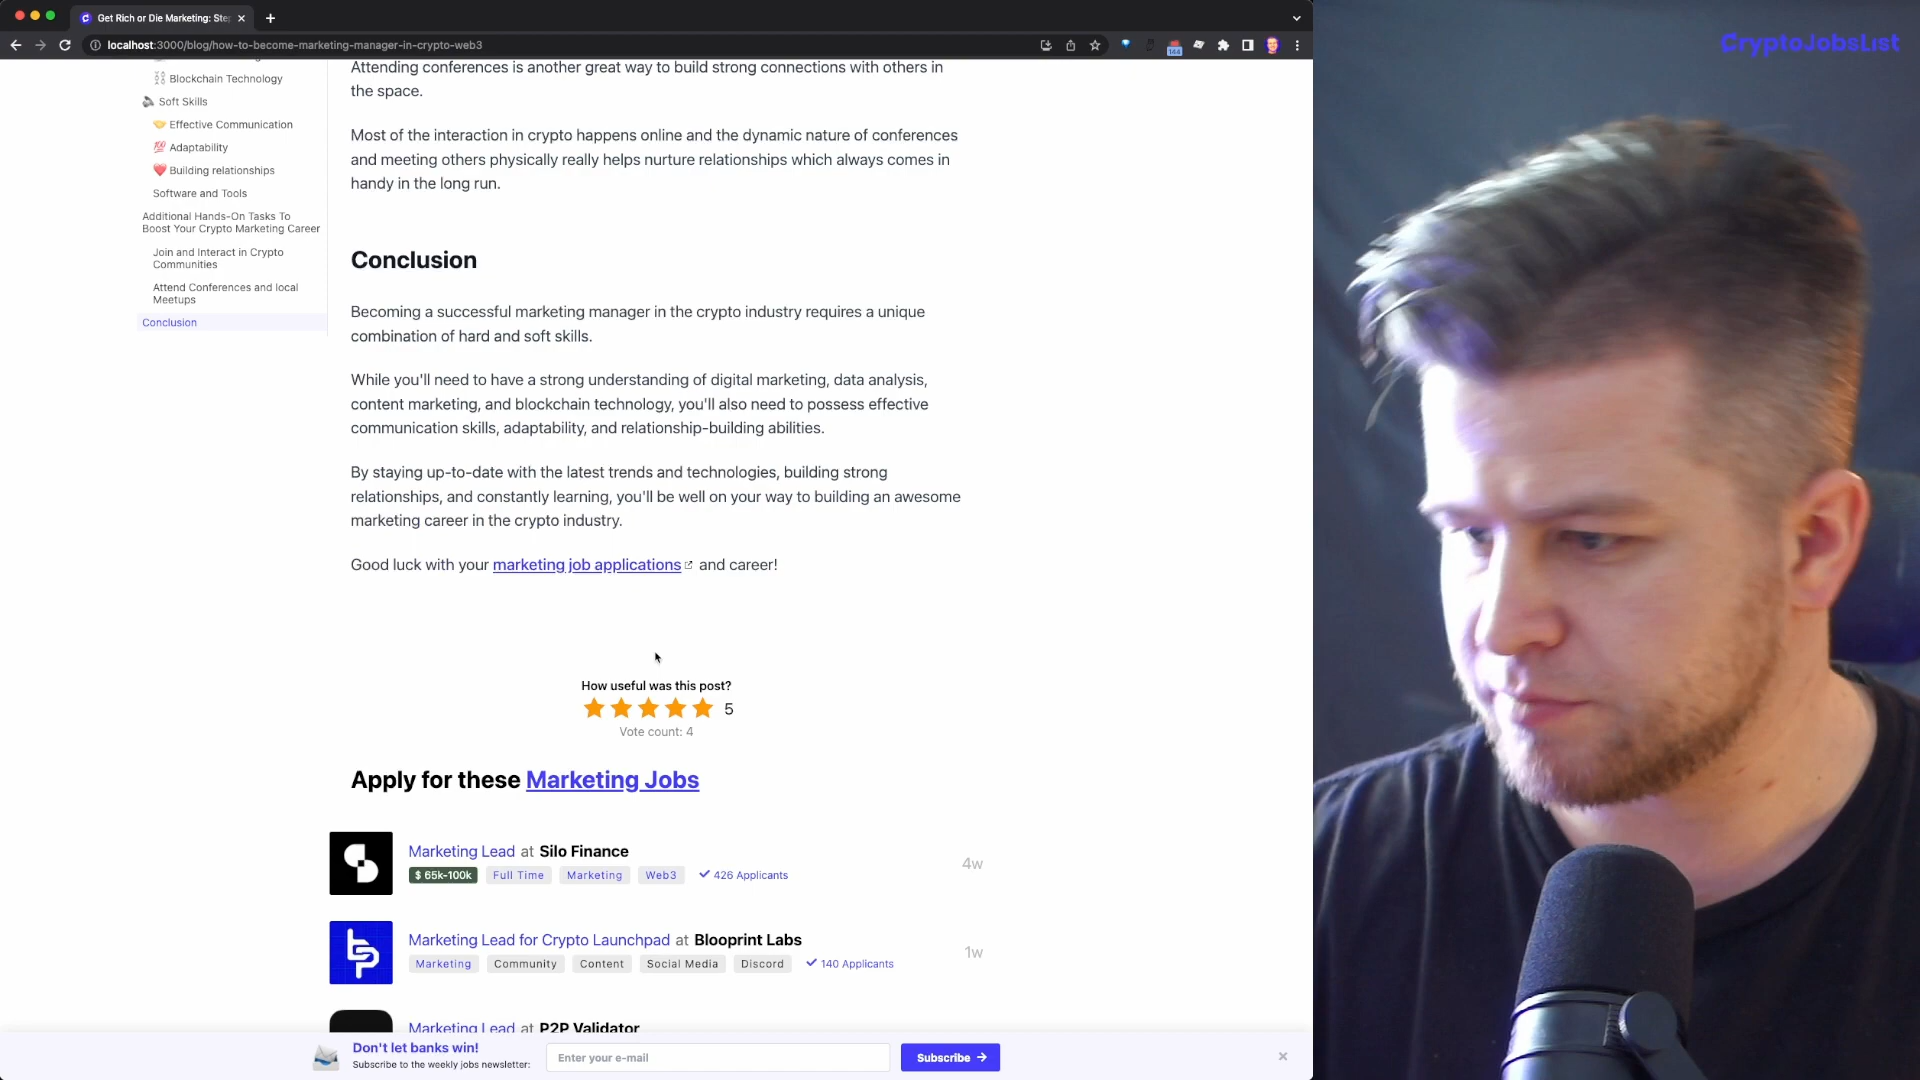 Get Rich or Die Marketing: Ste
localhost:3000/blog/how-to-become-marketing-manager-in-crypto-web3
144
CryptoJobsList
Blockchain Technology
Soft Skills
Effective Communication
💯 Adaptability
Building relationships
Software and Tools
Additional Hands-On Tasks To
Boost Your Crypto Marketing Career
Join and Interact in Crypto
Communities
Attend Conferences and local
Meetups
Conclusion
Attending conferences is another great way to build strong connections with others in
the space.
Most of the interaction in crypto happens online and the dynamic nature of conferences
and meeting others physically really helps nurture relationships which always comes in
handy in the long run.
Conclusion
Becoming a successful marketing manager in the crypto industry requires a unique
combination of hard and soft skills.
While you'll need to have a strong understanding of digital marketing, data analysis,
content marketing, and blockchain technology, you'll also need to possess effective
communication skills, adaptability, and relationship-building abilities.
By staying up-to-date with the latest trends and technologies, building strong
relationships, and constantly learning, you'll be well on your way to building an awesome
marketing career in the crypto industry.
Good luck with your marketing job applications and career!
How useful was this post?
5
Vote count: 4
Apply for these Marketing Jobs
Marketing Lead at Silo Finance
4w
$ 65k-100k Full Time Marketing Web3 ✓ 426 Applicants
Marketing Lead for Crypto Launchpad at Blooprint Labs
1w
Marketing Community Content Social Media Discord ✓ 140 Applicants
Marketing Lead at P2P Validator
Don't let banks win!
Subscribe to the weekly jobs newsletter:
Enter your e-mail
Subscribe →